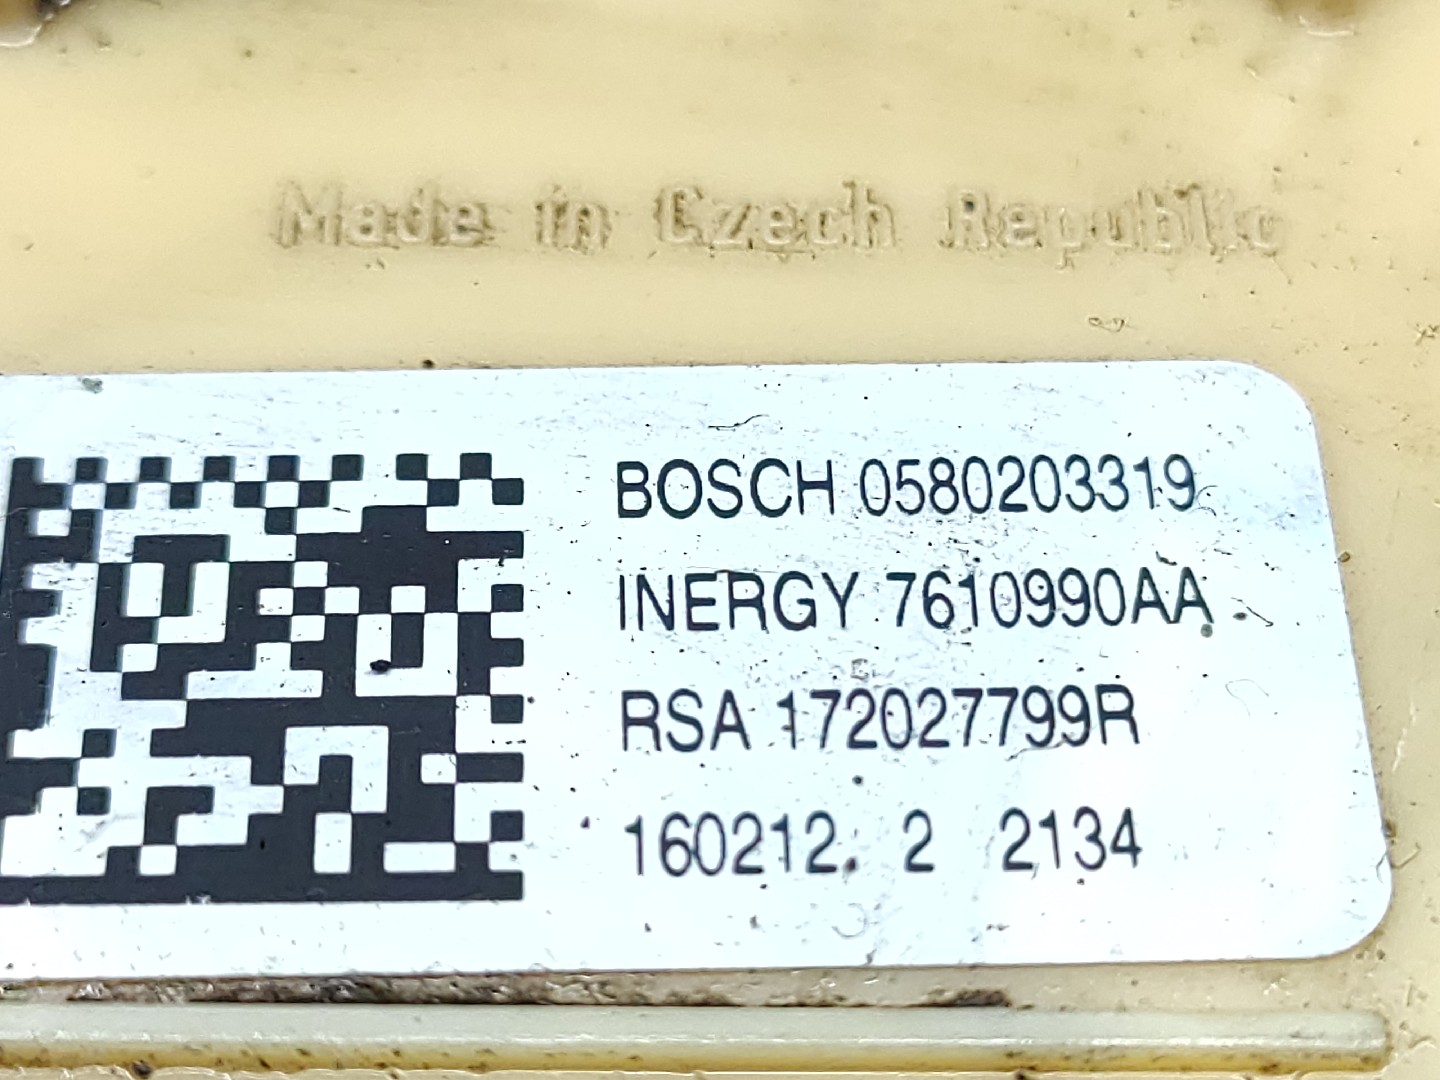 Made in Czech Republic
BOSCH 0580203319
INERGY 7610990AA
RSA 172027799R
160212. 2 2134